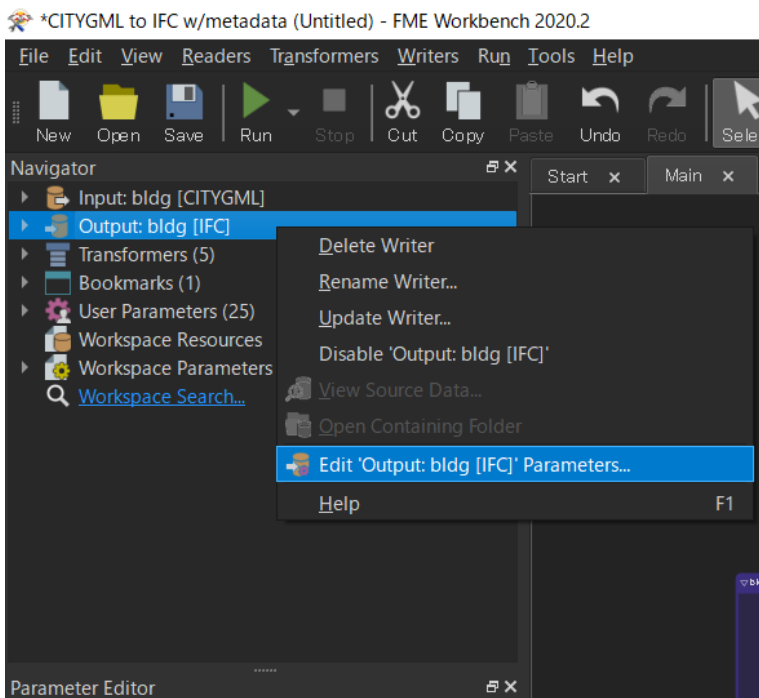 *CITYGML to IFC w/metadata (Untitled) - FME Workbench 2020.2
File Edit View Readers Transformers Writers Run Tools Help
New Open Save Run Stop Cut Copy Paste Undo Redo Sele
Navigator
Start Main
Input: bldg [CITYGML]
Output: bldg [IFC]
Transformers (5)
Bookmarks (1)
User Parameters (25)
Workspace Resources
Workspace Parameters
Workspace Search...
Delete Writer
Rename Writer...
Update Writer...
Disable 'Output: bldg [IFC]'
View Source Data...
Open Containing Folder
Edit 'Output: bldg [IFC]' Parameters...
Help F1
Parameter Editor